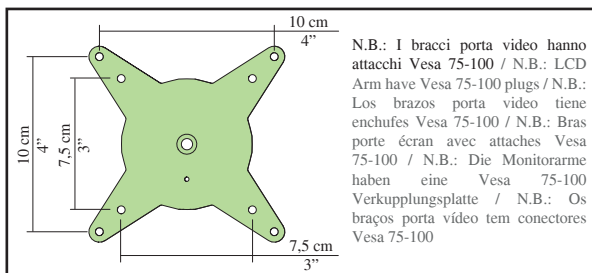 10 cm
4”
10 cm
4”
7,5 cm
3”
7,5 cm
3”
N.B.: I bracci porta video hanno
attacchi Vesa 75-100 / N.B.: LCD
Arm have Vesa 75-100 plugs / N.B.:
Los brazos porta video tiene
enchufes Vesa 75-100 / N.B.: Bras
porte écran avec attaches Vesa
75-100 / N.B.: Die Monitorarme
haben eine Vesa 75-100
Verkupplungsplatte / N.B.: Os
braços porta vídeo tem conectores
Vesa 75-100